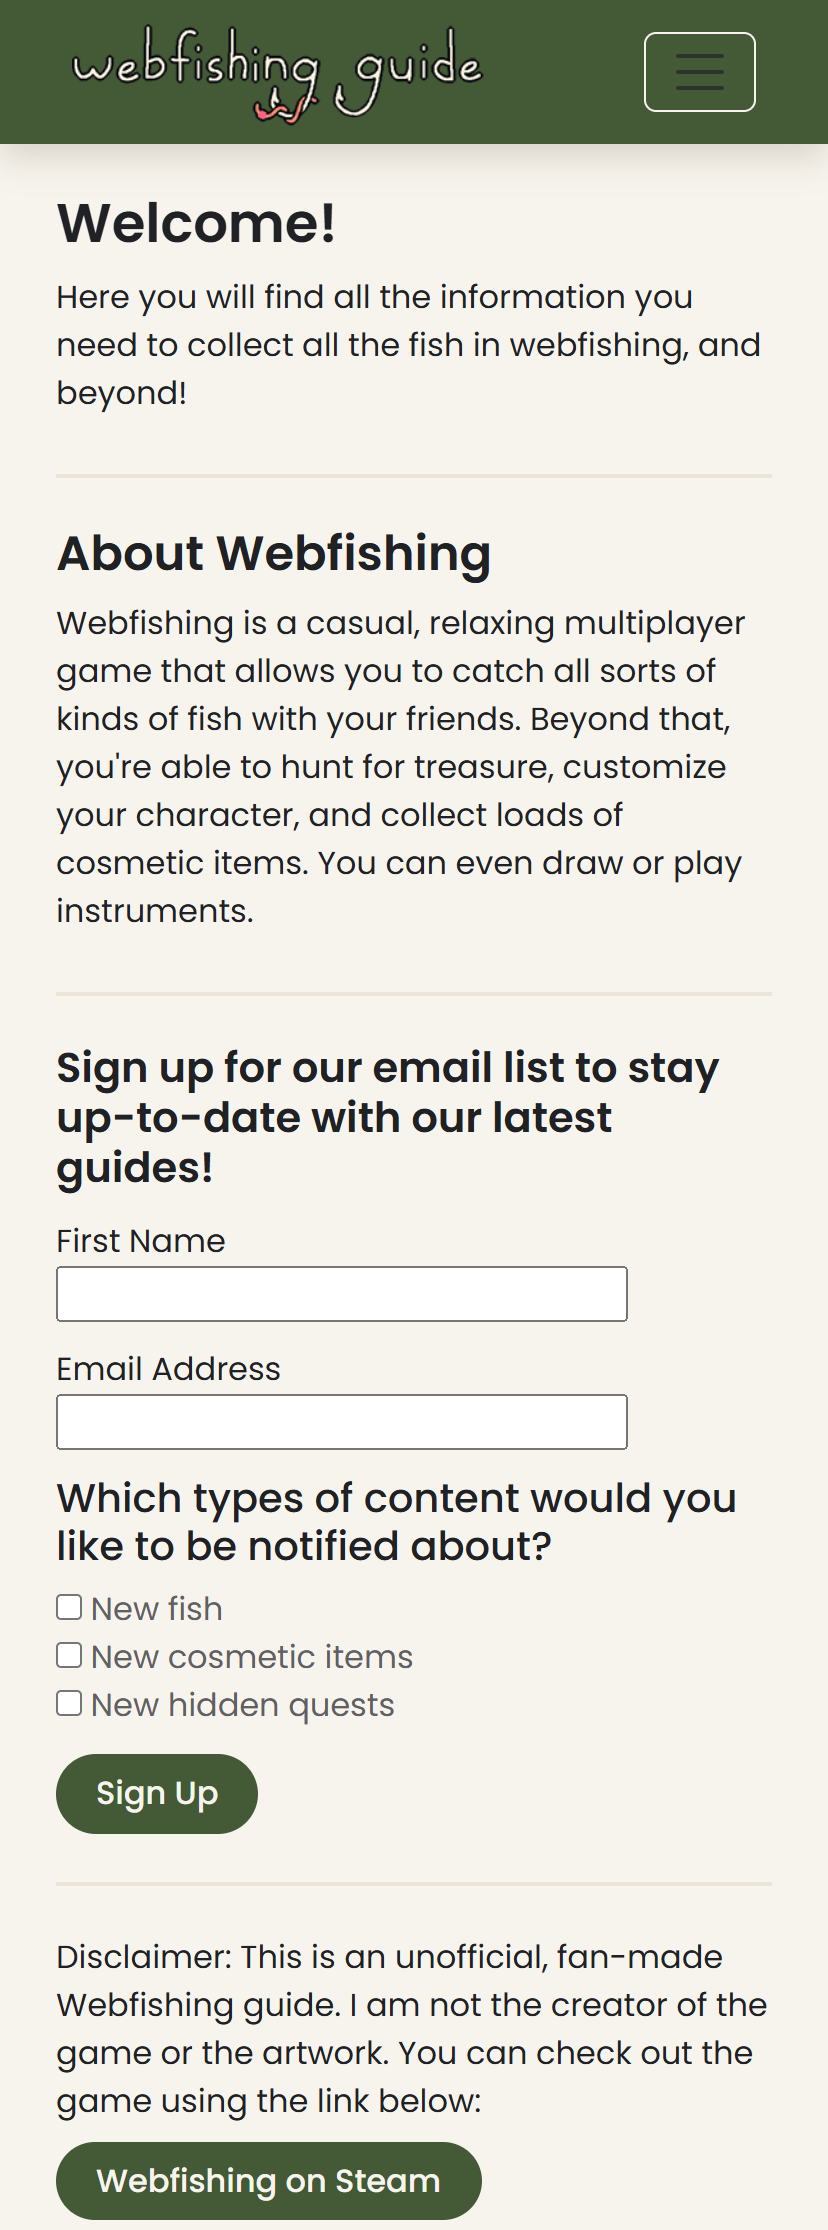 webfishing guide
Welcome!
Here you will find all the information you
need to collect all the fish in webfishing, and
beyond!
About Webfishing
Webfishing is a casual, relaxing multiplayer
game that allows you to catch all sorts of
kinds of fish with your friends. Beyond that,
you're able to hunt for treasure, customize
your character, and collect loads of
cosmetic items. You can even draw or play
instruments.
Sign up for our email list to stay
up-to-date with our latest
guides!
First Name
Email Address
Which types of content would you
like to be notified about?
New fish
New cosmetic items
New hidden quests
Sign Up
Disclaimer: This is an unofficial, fan-made
Webfishing guide. I am not the creator of the
game or the artwork. You can check out the
game using the link below:
Webfishing on Steam